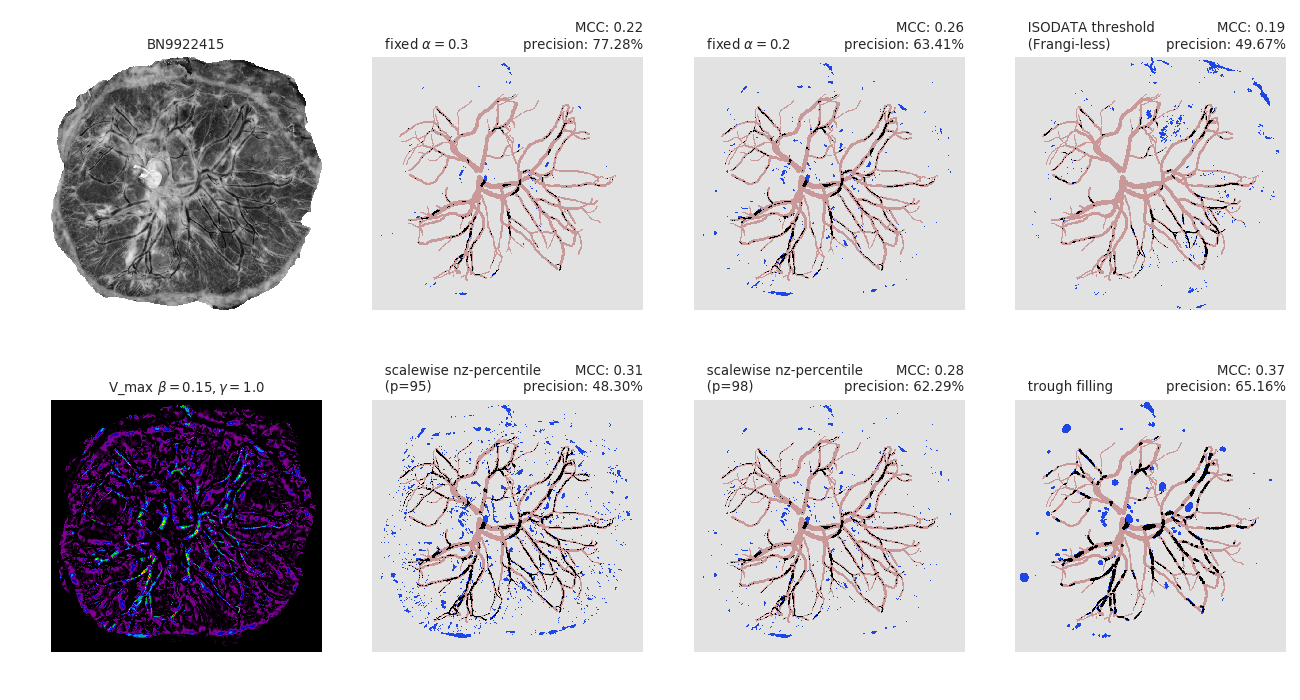 BN9922415
MCC: 0.22
fixed α = 0.3 precision: 77.28%
MCC: 0.26
fixed α = 0.2 precision: 63.41%
ISODATA threshold MCC: 0.19
(Frangi-less) precision: 49.67%
V_max β = 0.15, γ = 1.0
scalewise nz-percentile MCC: 0.31
(p=95) precision: 48.30%
scalewise nz-percentile MCC: 0.28
(p=98) precision: 62.29%
MCC: 0.37
trough filling precision: 65.16%